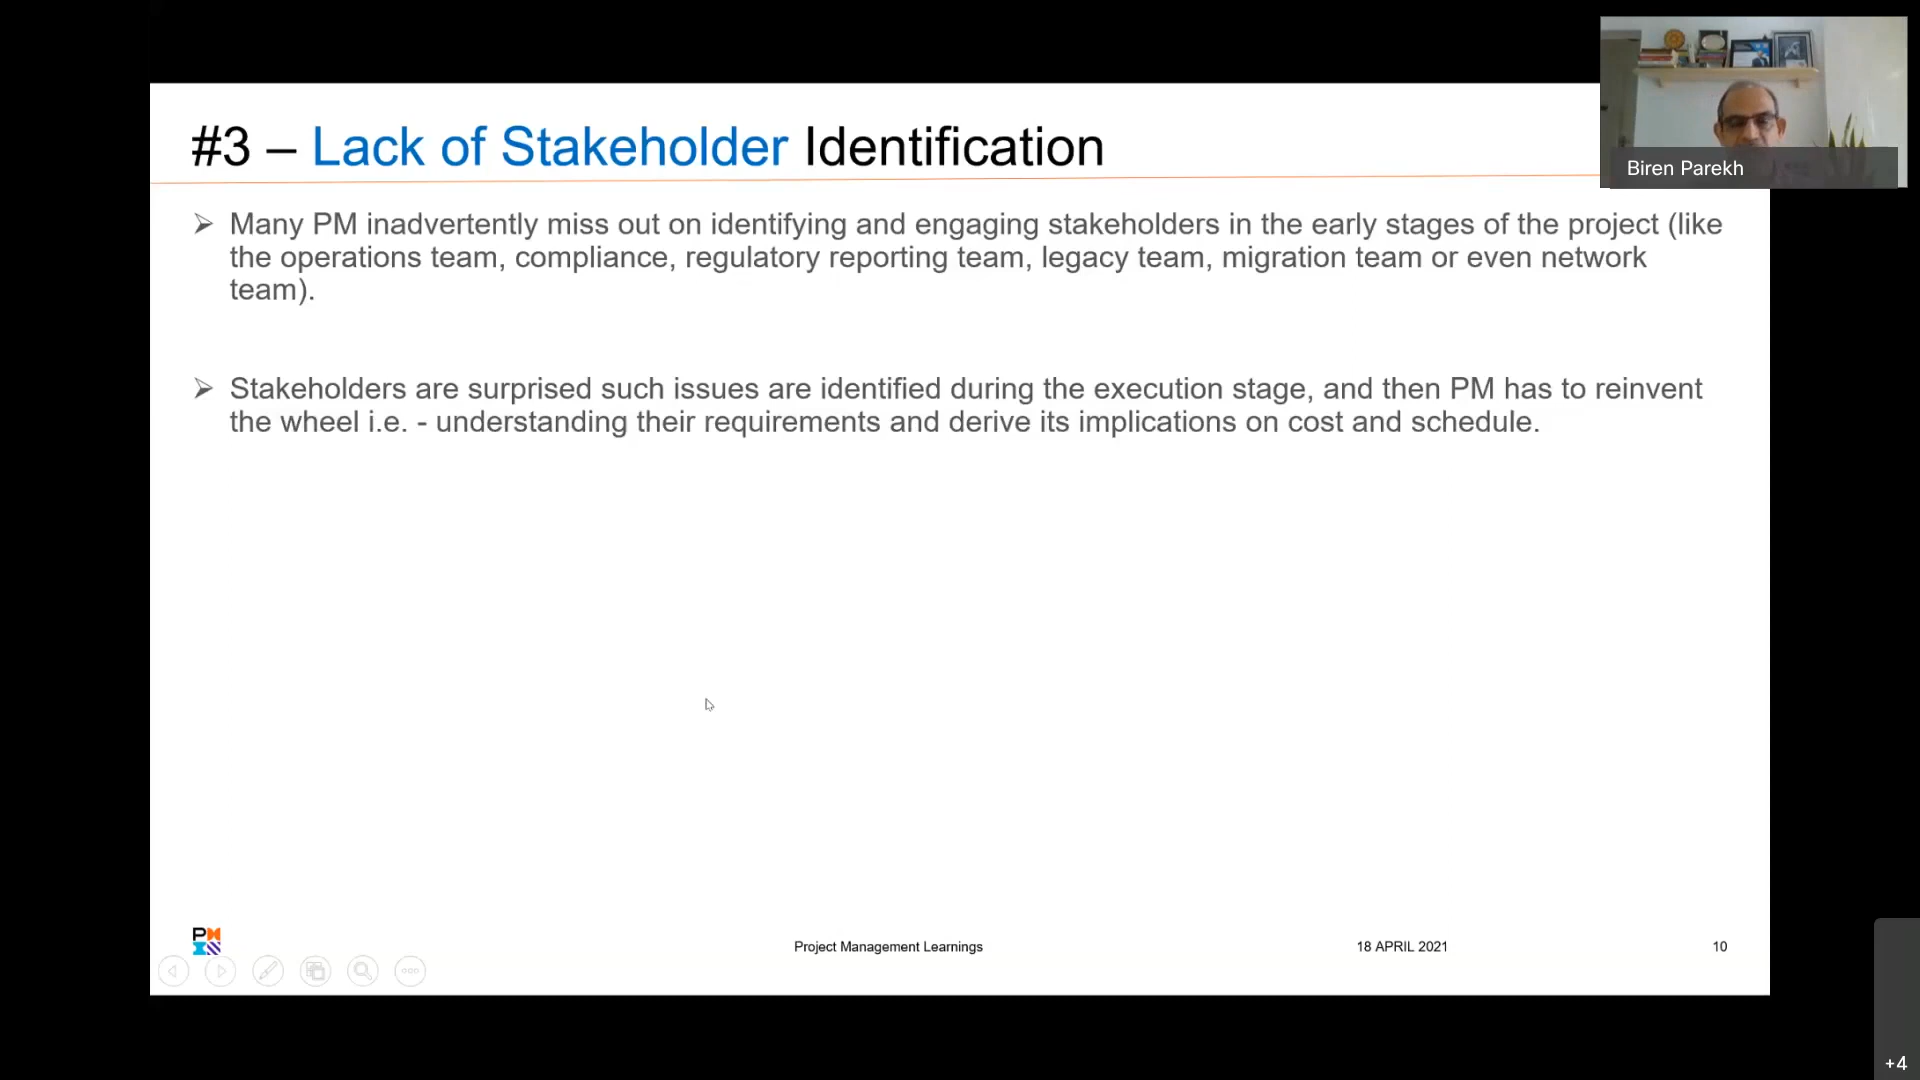 #3 – Lack of Stakeholder Identification
Biren Parekh
➢ Many PM inadvertently miss out on identifying and engaging stakeholders in the early stages of the project (like
the operations team, compliance, regulatory reporting team, legacy team, migration team or even network
team).
➢ Stakeholders are surprised such issues are identified during the execution stage, and then PM has to reinvent
the wheel i.e. - understanding their requirements and derive its implications on cost and schedule.
Project Management Learnings
18 APRIL 2021
10
+4